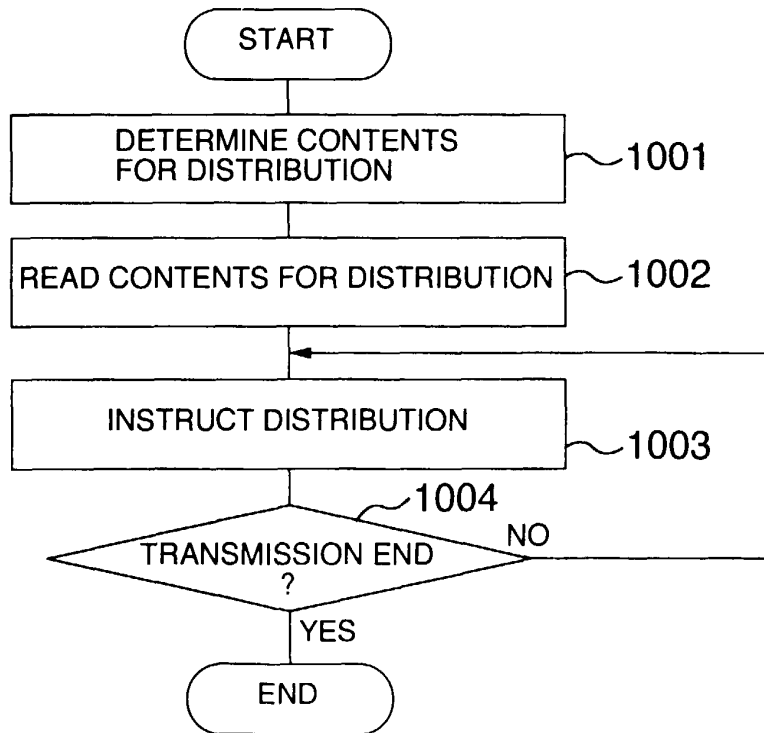 START
DETERMINE CONTENTS
FOR DISTRIBUTION
1001
READ CONTENTS FOR DISTRIBUTION
1002
INSTRUCT DISTRIBUTION
1003
1004
TRANSMISSION END
?
NO
YES
END